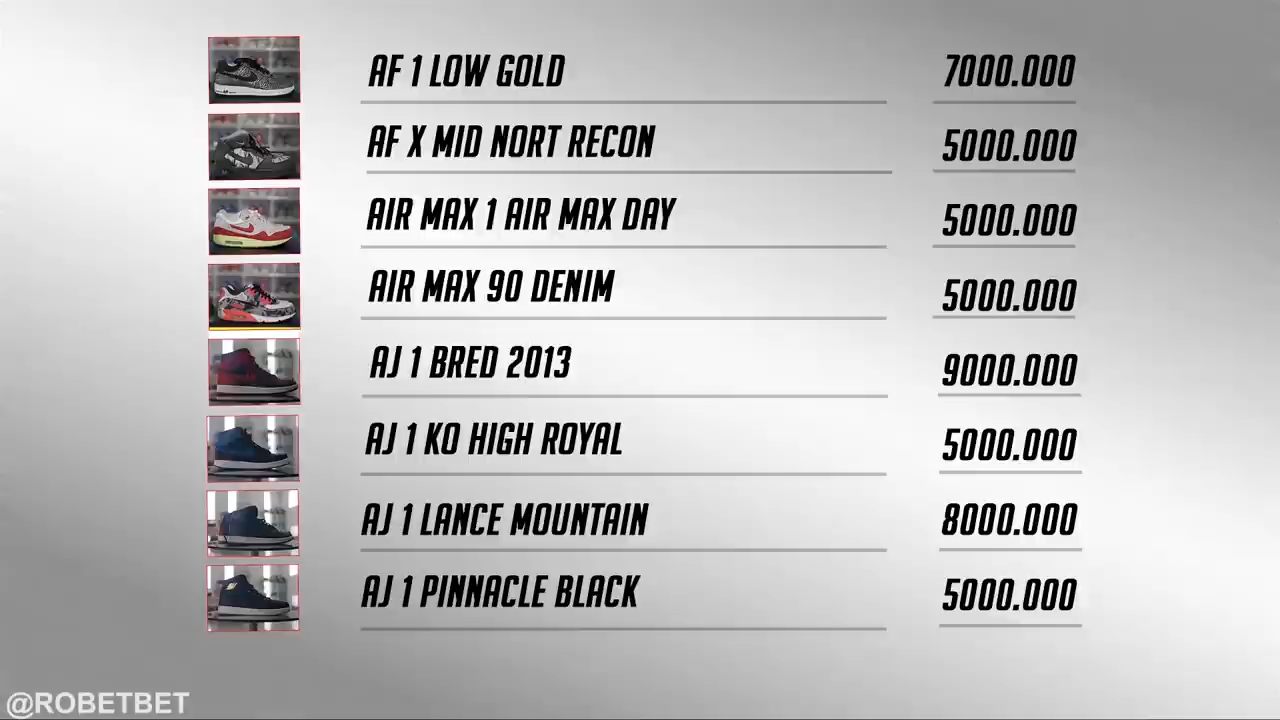 AF 1 LOW GOLD 7000.000
AF X MID NORT RECON 5000.000
AIR MAX 1 AIR MAX DAY 5000.000
AIR MAX 90 DENIM 5000.000
AJ 1 BRED 2013 9000.000
AJ 1 KO HIGH ROYAL 5000.000
AJ 1 LANCE MOUNTAIN 8000.000
AJ 1 PINNACLE BLACK 5000.000
@ROBETBET